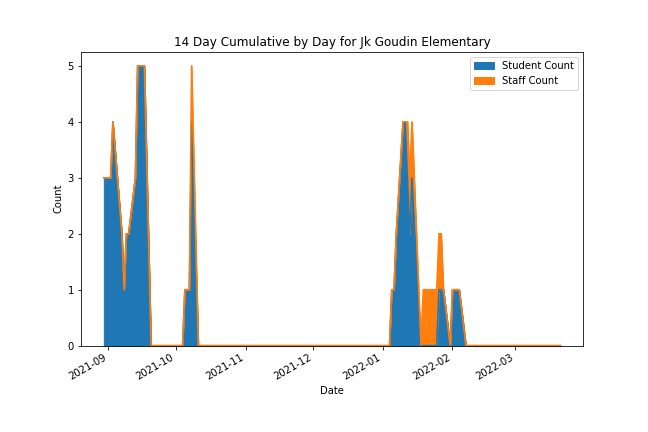 14 Day Cumulative by Day for Jk Goudin Elementary
Student Count
Staff Count
Count
5
4
3
2
1
0
2021-09
2021-10
2021-11
2021-12
2022-01
2022-02
2022-03
Date